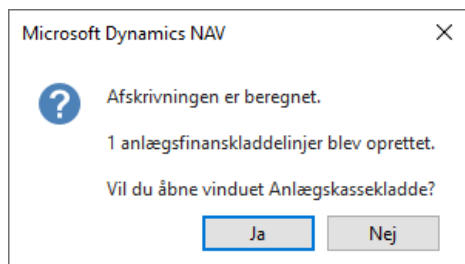 Microsoft Dynamics NAV
Afskrivningen er beregnet.
1 anlægsfinanskladdelinjer blev oprettet.
Vil du åbne vinduet Anlægskassekladde?
Ja
Nej